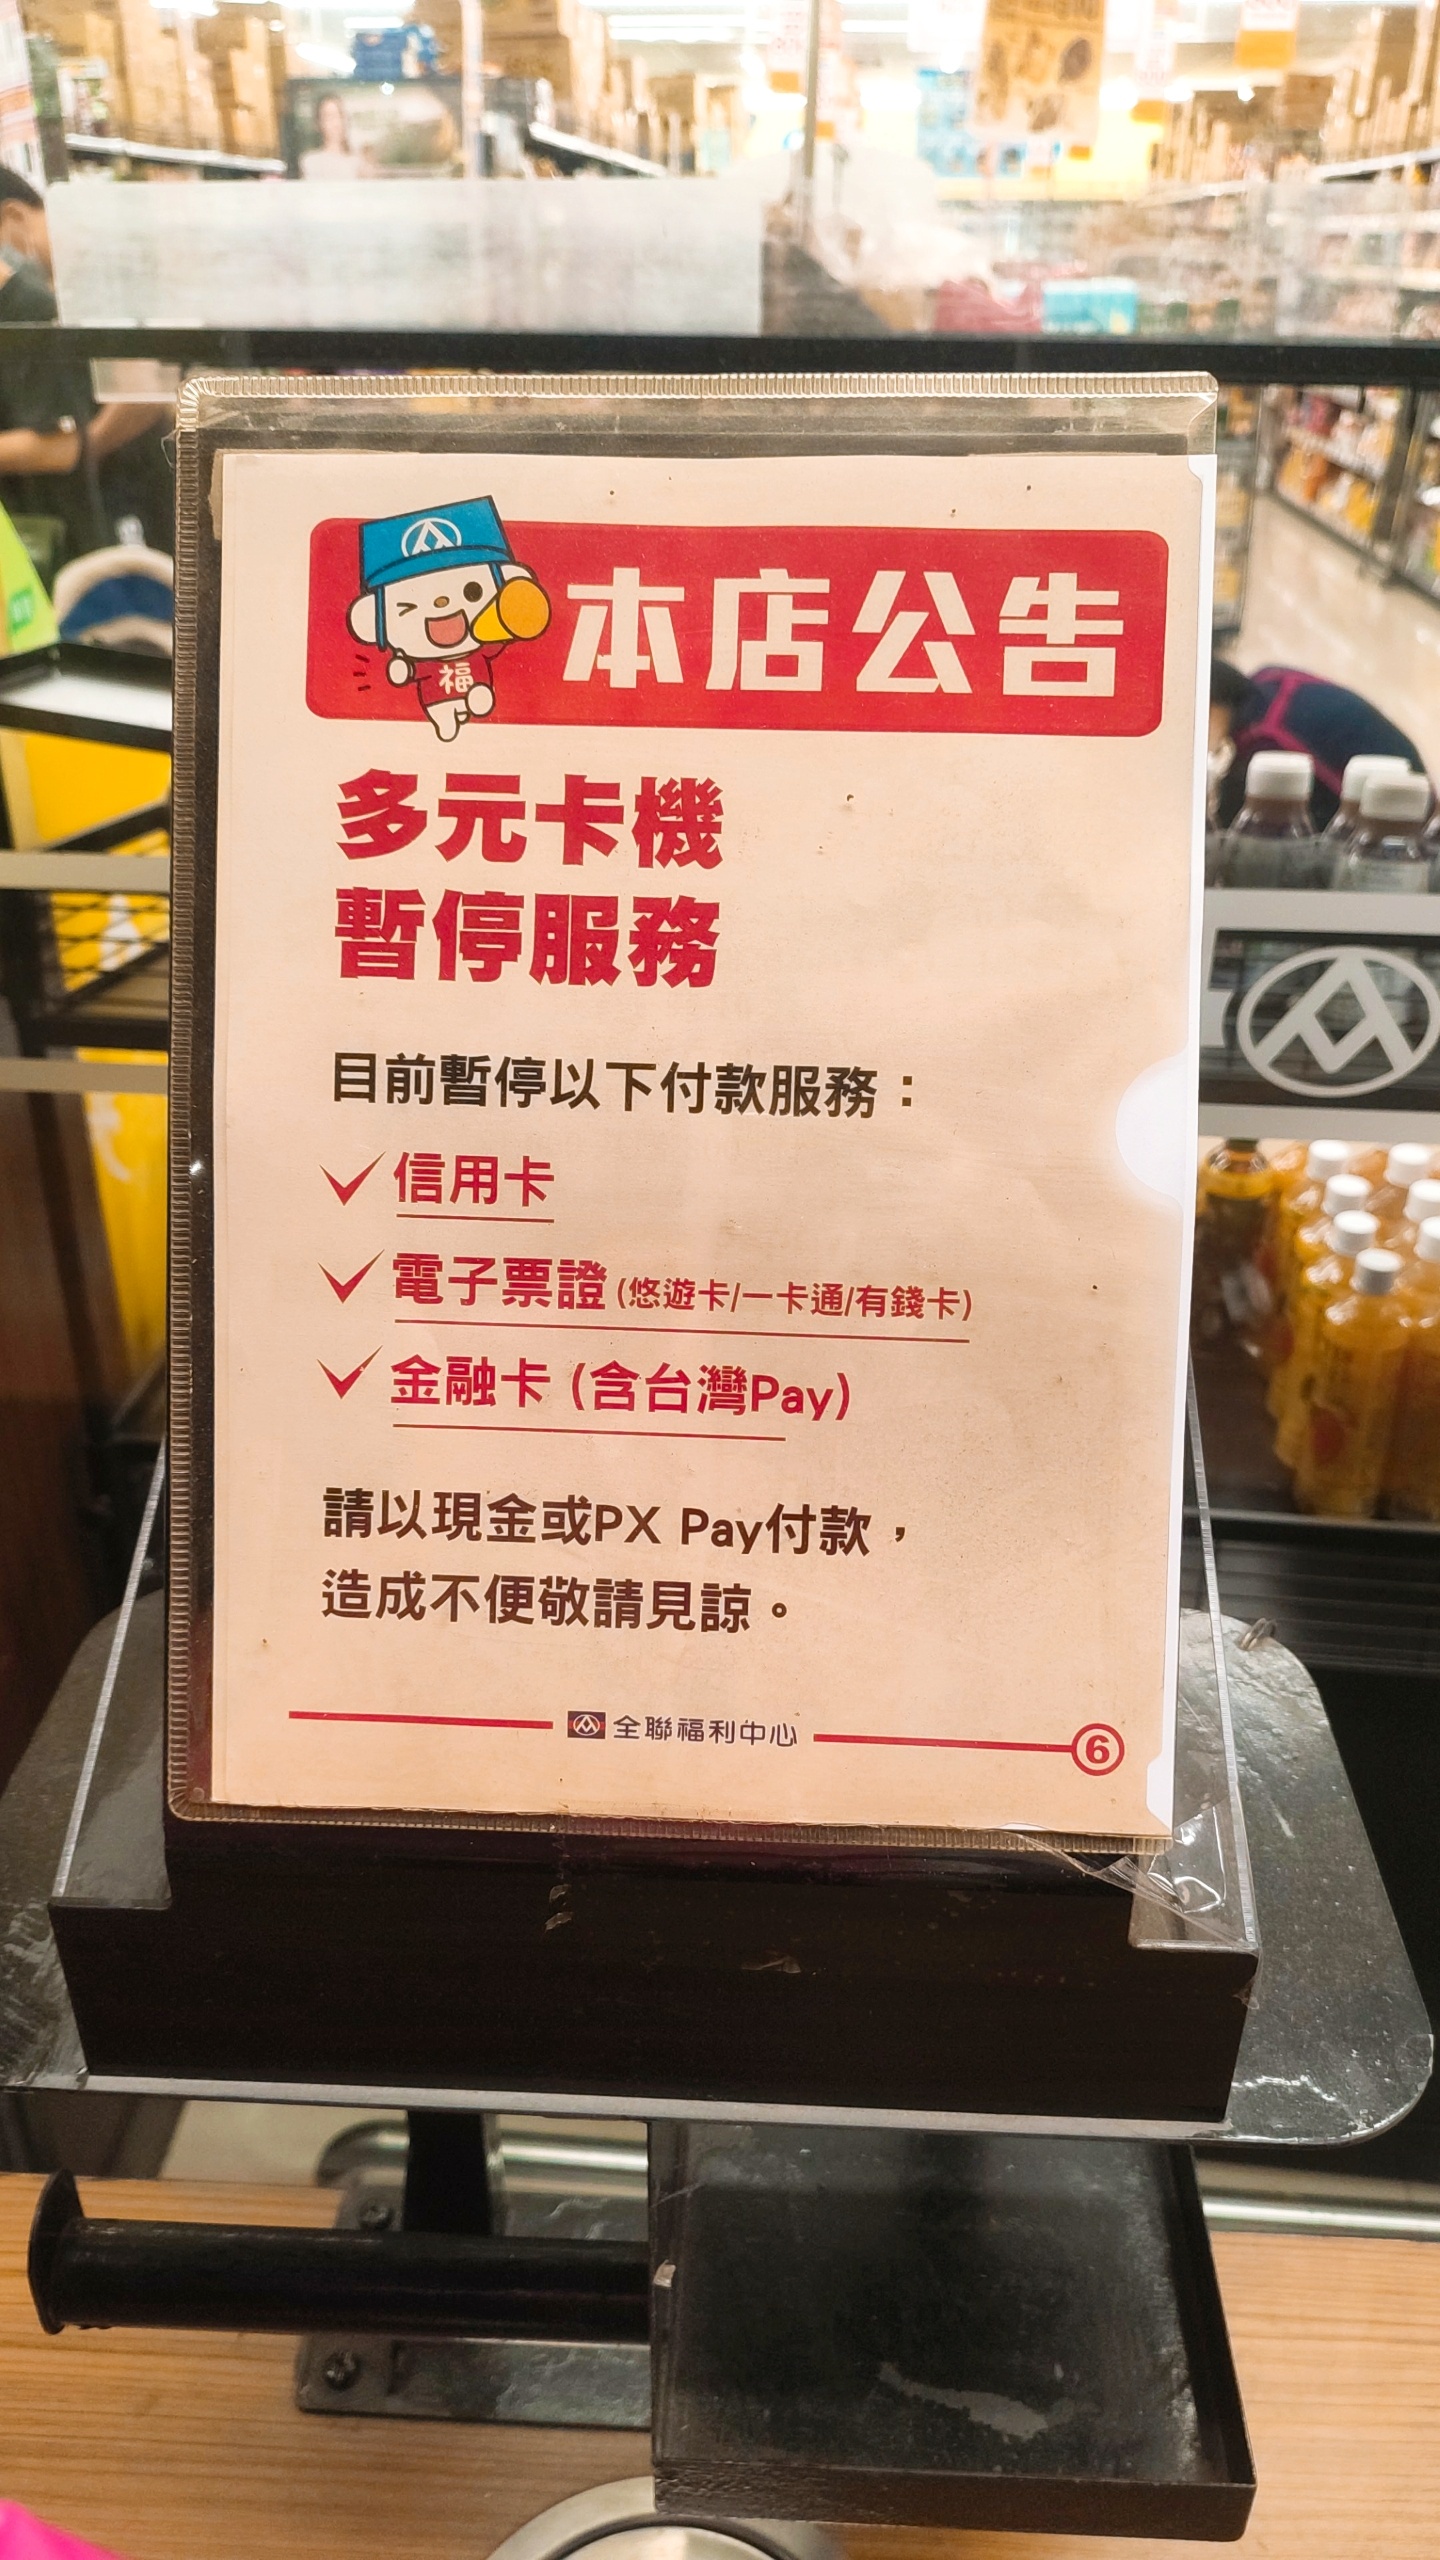 本店公告
福
多元卡機
暫停服務
目前暫停以下付款服務：
信用卡
電子票證(悠遊卡/一卡通/有錢卡)
金融卡 (含台灣Pay)
請以現金或PX Pay付款，
造成不便敬請見諒。
全聯福利中心
6